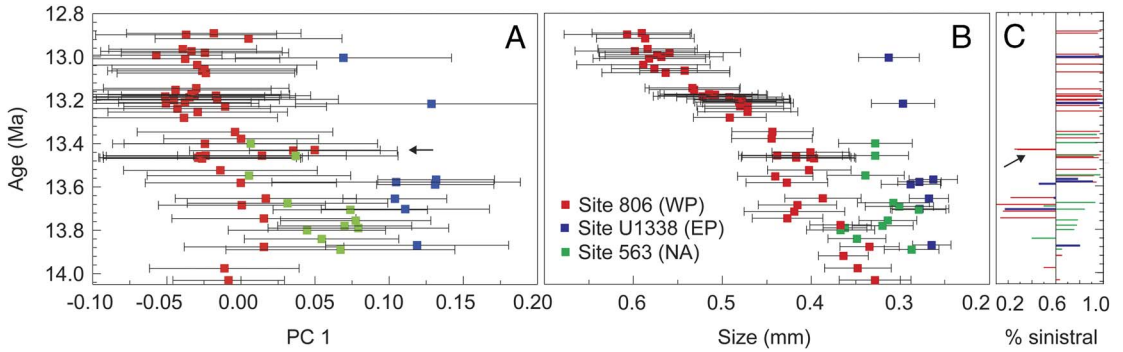 12.8
13.0
13.2
13.4
13.6
13.8
14.0
Age (Ma)
A
-0.10
-0.05
0.00
0.05
0.10
0.15
0.20
PC 1
B
Site 806 (WP)
Site U1338 (EP)
Site 563 (NA)
0.6
0.5
0.4
0.3
0.2
Size (mm)
C
0.2
0.6
1.0
% sinistral